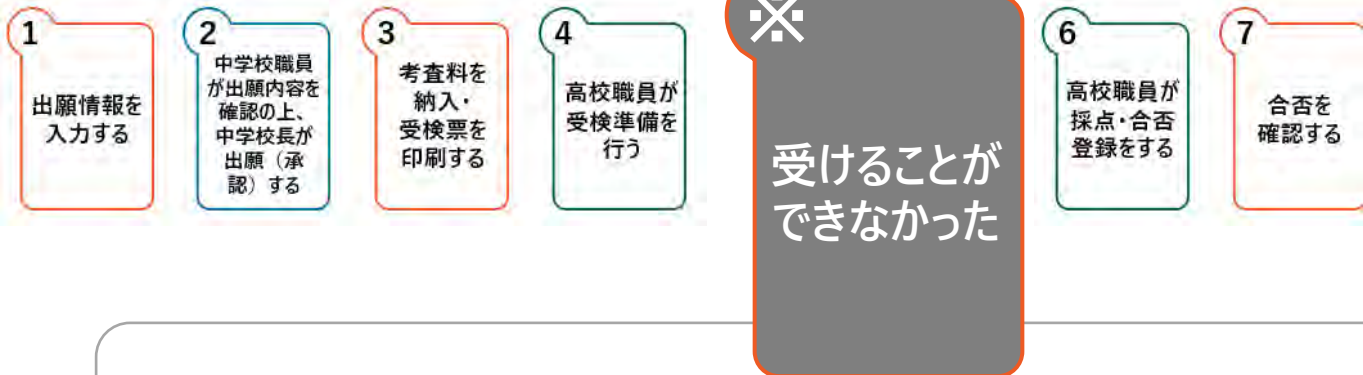 1
出願情報を
入力する
2
中学校職員
が出願内容を
確認の上、
中学校長が
出願（承
認）する
3
考査料を
納入・
受検票を
印刷する
4
高校職員が
受検準備を
行う
※
受けることが
できなかった
6
高校職員が
採点・合否
登録をする
7
合否を
確認する